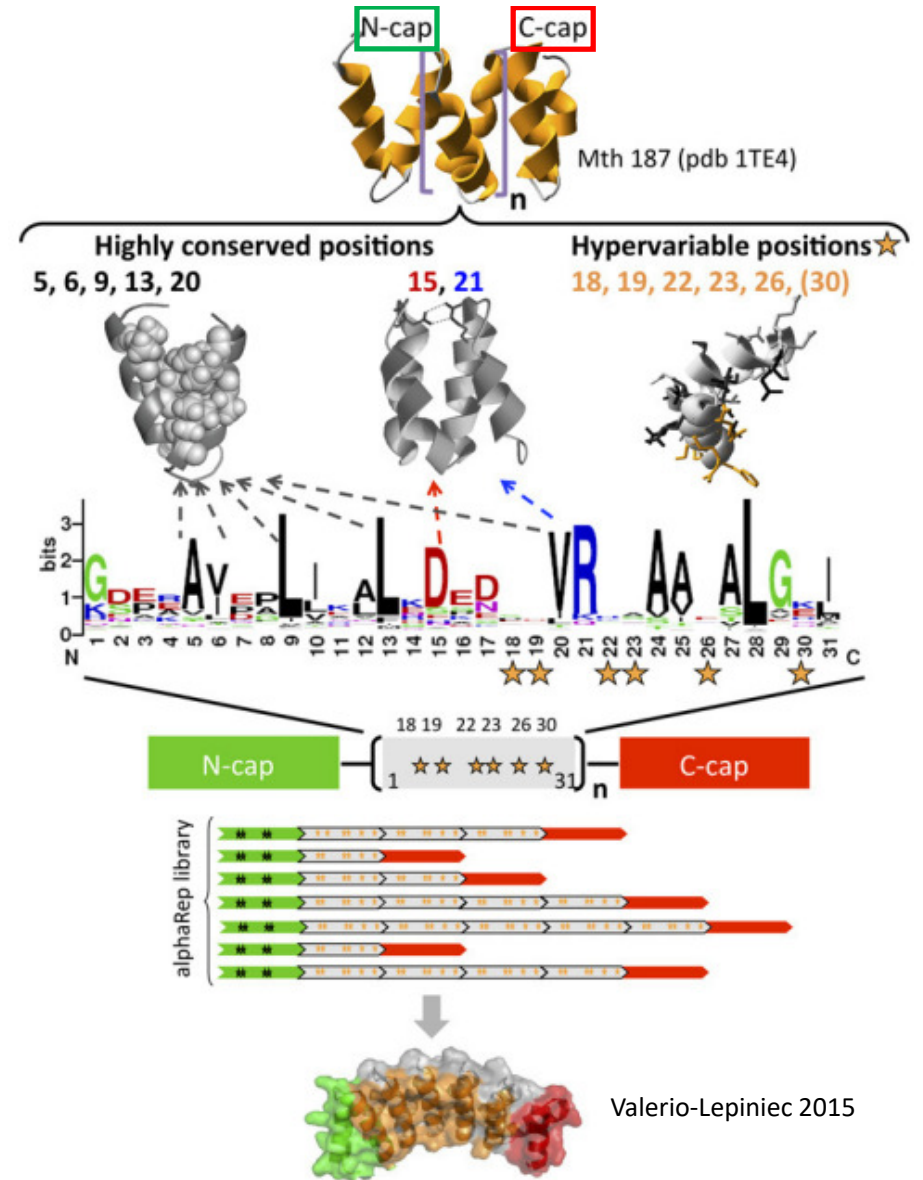 N-cap
C-cap
Mth 187 (pdb 1TE4)
n
Highly conserved positions
Hypervariable positions
5, 6, 9, 13, 20
15, 21
18, 19, 22, 23, 26, (30)
bits
3
2
1
0
G D E R A V E P L I A L K D E D V R A A A L G K I
1 2 3 4 5 6 7 8 9 10 11 12 13 14 15 16 17 18 19 20 21 22 23 24 25 26 27 28 29 30 31
N
C
18 19 22 23 26 30
N-cap
1
31
n
C-cap
alphaRep library
Valerio-Lepiniec 2015